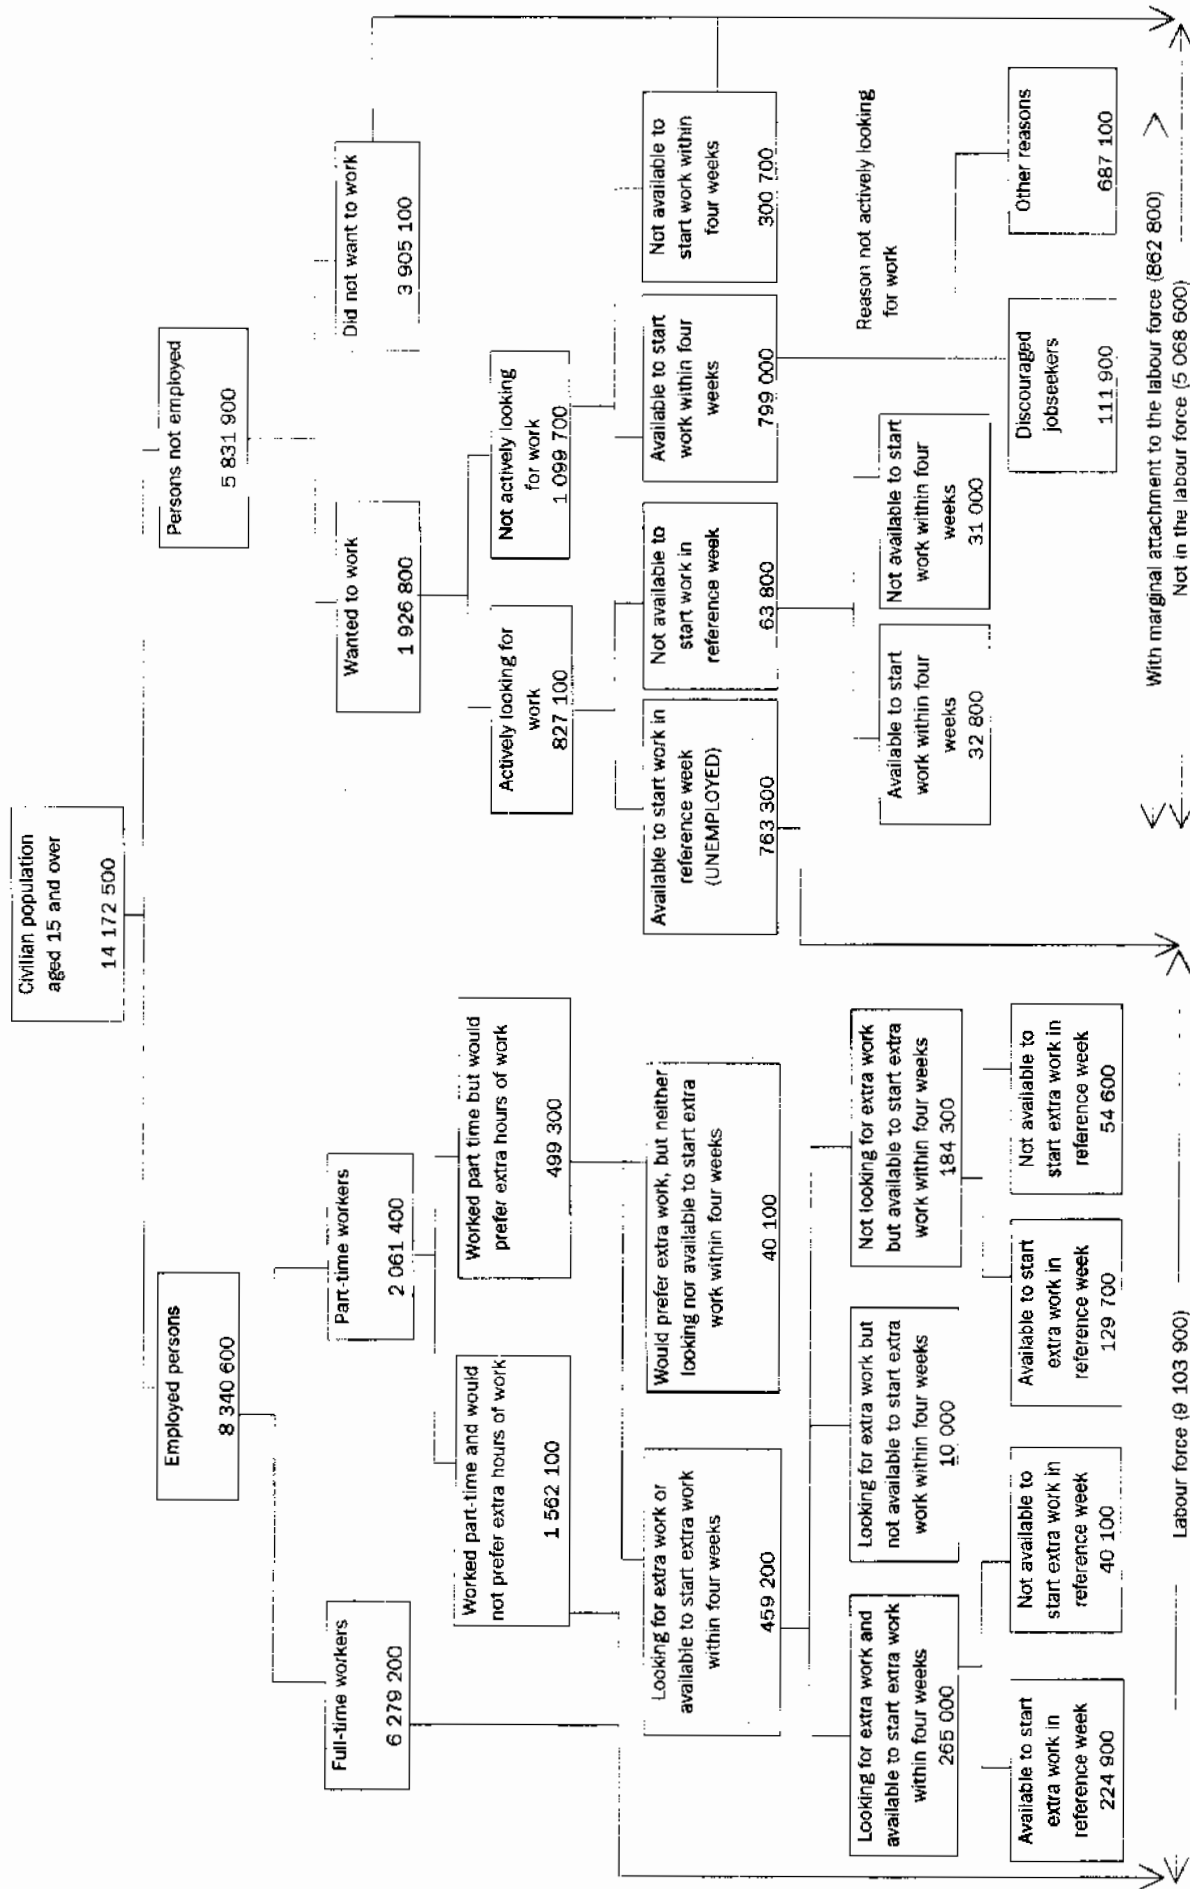 Civilian population
aged 15 and over
14 172 500
Employed persons
8 340 600
Persons not employed
5 831 900
Full-time workers
6 279 200
Part-time workers
2 061 400
Wanted to work
1 926 800
Did not want to work
3 905 100
Worked part-time and would
not prefer extra hours of work
1 562 100
Worked part time but would
prefer extra hours of work
499 300
Actively looking for
work
827 100
Not actively looking
for work
1 099 700
Looking for extra work or
available to start extra work
within four weeks
459 200
Would prefer extra work, but neither
looking nor available to start extra
work within four weeks
40 100
Available to start work in
reference week
(UNEMPLOYED)
763 300
Not available to
start work in
reference week
63 800
Available to start
work within four
weeks
799 000
Not available to
start work within
four weeks
300 700
Looking for extra work and
available to start extra work
within four weeks
265 000
Looking for extra work but
not available to start extra
work within four weeks
10 000
Not looking for extra work
but available to start extra
work within four weeks
184 300
Available to start
work within four
weeks
32 800
Not available to start
work within four
weeks
31 000
Reason not actively looking
for work
Available to start
extra work in
reference week
224 900
Not available to
start extra work in
reference week
40 100
Available to start
extra work in
reference week
129 700
Not available to
start extra work in
reference week
54 600
Discouraged
jobseekers
111 900
Other reasons
687 100
With marginal attachment to the labour force (862 800)
Labour force (9 103 900)
Not in the labour force (5 068 600)